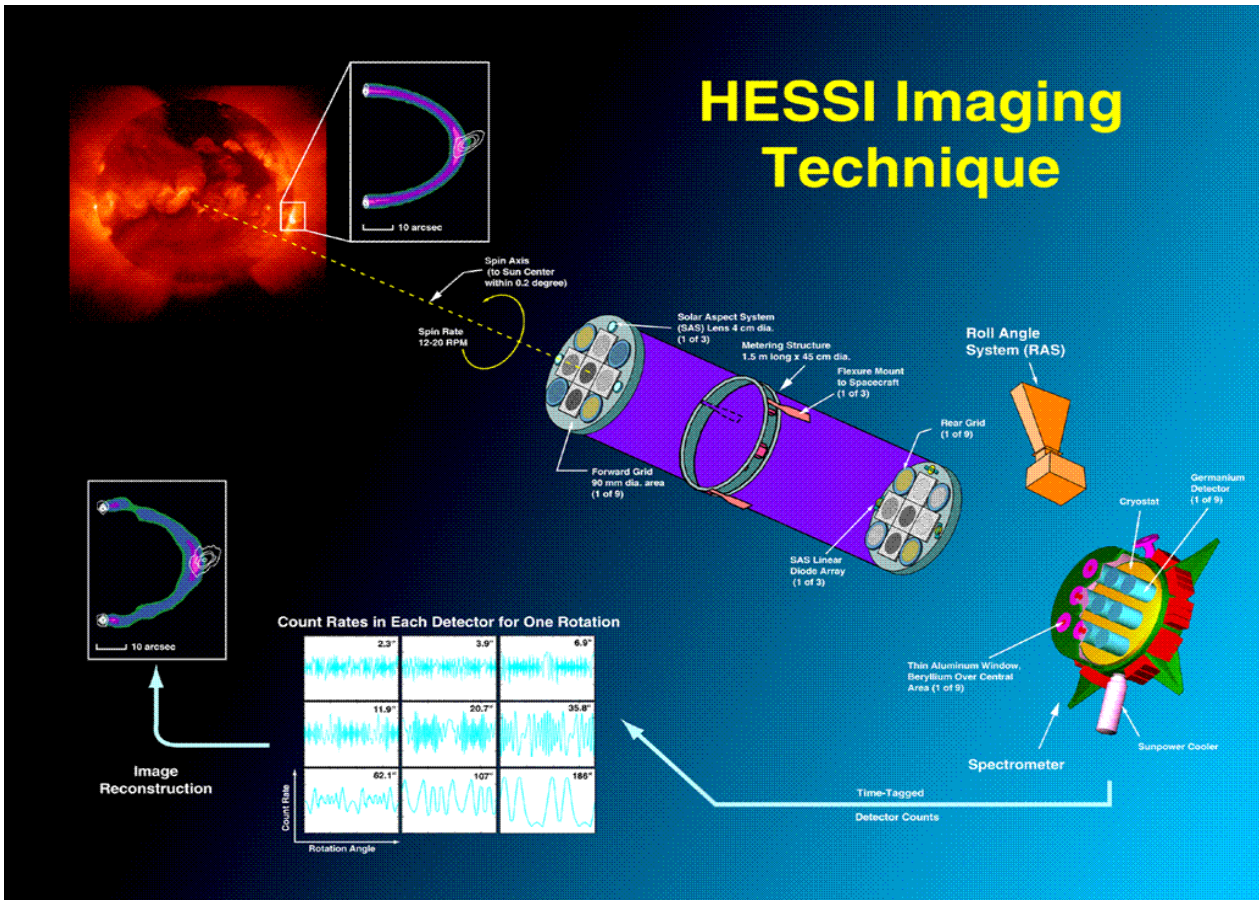 HESSI Imaging
Technique
10 arcsec
Spin Axis
(to Sun Center
within 0.2 degree)
Spin Rate
12-20 RPM
Solar Aspect System
(SAS) Lens 4 cm dia.
(1 of 3)
Metering Structure
1.5 m long x 45 cm dia.
Flexure Mount
to Spacecraft
(1 of 3)
Roll Angle
System (RAS)
Rear Grid
(1 of 9)
Forward Grid
90 mm dia. area
(1 of 9)
Germanium
Detector
(1 of 9)
Cryostat
SAS Linear
Diode Array
(1 of 3)
10 arcsec
Count Rates in Each Detector for One Rotation
2.3" 3.9" 6.9"
11.9" 20.7" 35.8"
62.1" 107" 186"
Count Rate
Rotation Angle
Image
Reconstruction
Thin Aluminum Window,
Beryllium Over Central
Area (1 of 9)
Sunpower Cooler
Spectrometer
Time-Tagged
Detector Counts